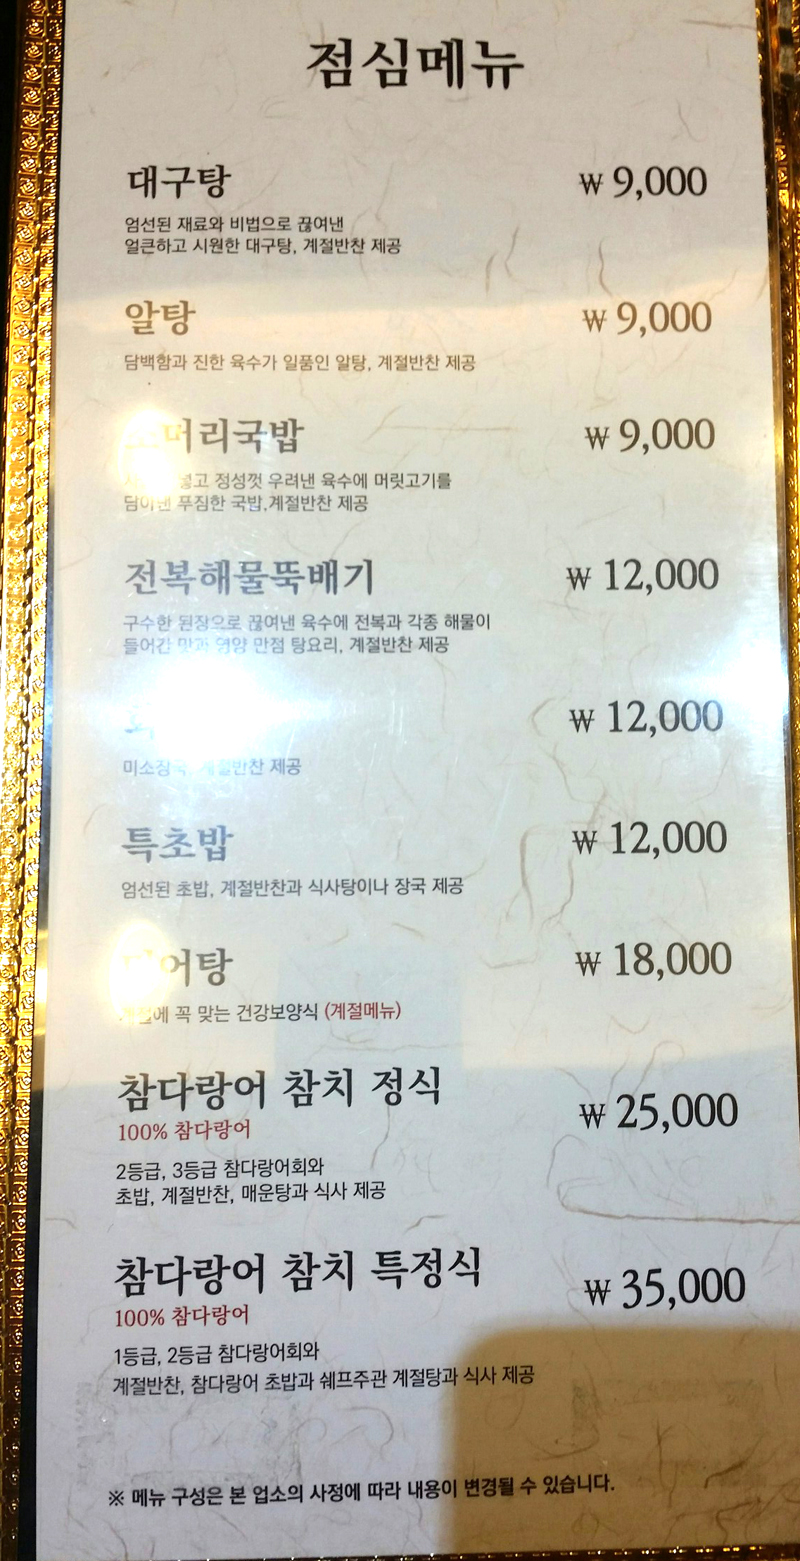 점심메뉴
대구탕 ₩ 9,000
엄선된 재료와 비법으로 끊여낸
얼큰하고 시원한 대구탕, 계절반찬 제공
알탕 ₩ 9,000
담백함과 진한 육수가 일품인 알탕, 계절반찬 제공
소머리국밥 ₩ 9,000
정성껏 우려낸 육수에 머릿고기를
담아낸 푸짐한 국밥,계절반찬 제공
전복해물뚝배기 ₩ 12,000
구수한 된장으로 끊여낸 육수에 전복과 각종 해물이
들어간 맛과 영양 만점 탕요리, 계절반찬 제공
₩ 12,000
미소장국, 계절반찬 제공
특초밥 ₩ 12,000
엄선된 초밥, 계절반찬과 식사탕이나 장국 제공
₩ 18,000
꼭 맞는 건강보양식 (계절메뉴)
참다랑어 참치 정식 ₩ 25,000
100% 참다랑어
2등급, 3등급 참다랑어회와
초밥, 계절반찬, 매운탕과 식사 제공
참다랑어 참치 특정식 ₩ 35,000
100% 참다랑어
1등급, 2등급 참다랑어회와
계절반찬, 참다랑어 초밥과 쉐프주관 계절탕과 식사 제공
※ 메뉴 구성은 본 업소의 사정에 따라 내용이 변경될 수 있습니다.